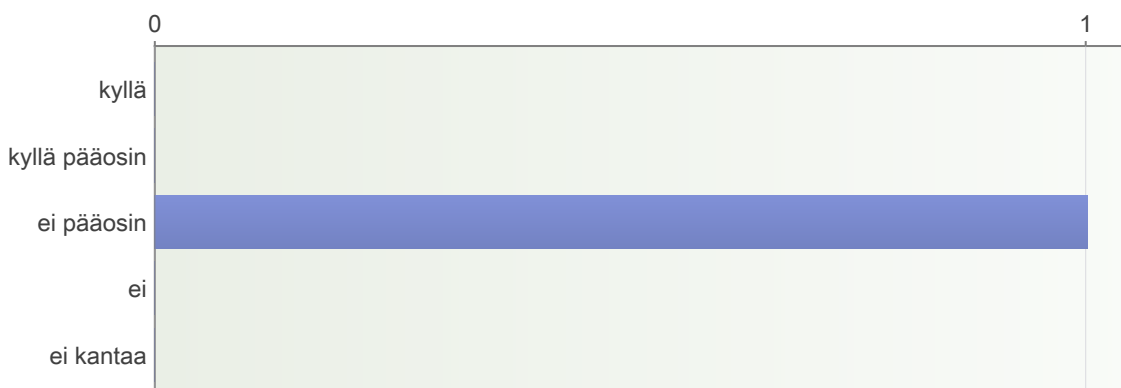 0 1
kyllä
kyllä pääosin
ei pääosin
ei
ei kantaa